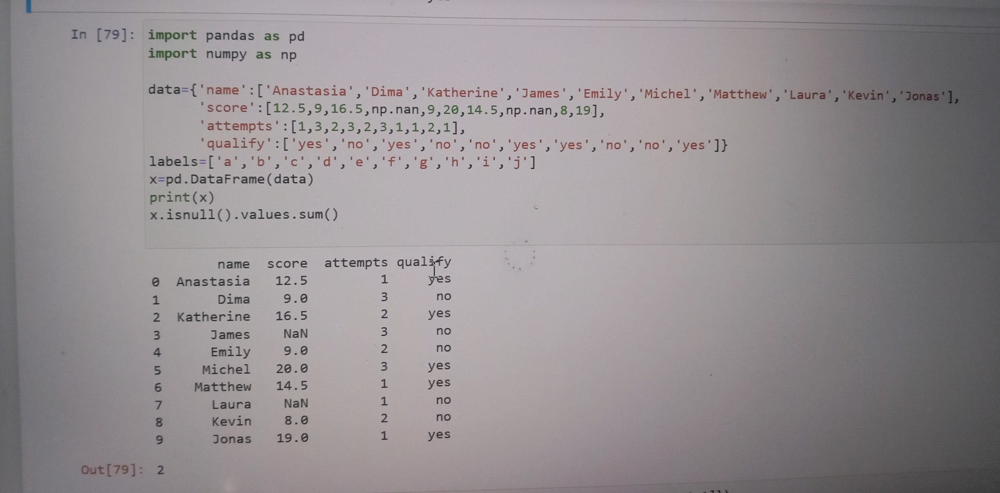 In [79]: import pandas as pd
import numpy as np
data={'name':['Anastasia','Dima','Katherine','James','Emily','Michel','Matthew','Laura','Kevin','Jonas'],
'score':[12.5,9,16.5,np.nan,9,20,14.5,np.nan,8,19],
'attempts':[1,3,2,3,2,3,1,1,2,1],
'qualify':['yes','no','yes','no','no','yes','yes','no','no','yes']}
labels=['a','b','c','d','e','f','g','h','i','j']
x=pd.DataFrame(data)
print(x)
x.isnull().values.sum()
name score attempts qualify
0 Anastasia 12.5 1 yes
1 Dima 9.0 3 no
2 Katherine 16.5 2 yes
3 James NaN 3 no
4 Emily 9.0 2 no
5 Michel 20.0 3 yes
6 Matthew 14.5 1 yes
7 Laura NaN 1 no
8 Kevin 8.0 2 no
9 Jonas 19.0 1 yes
Out[79]: 2